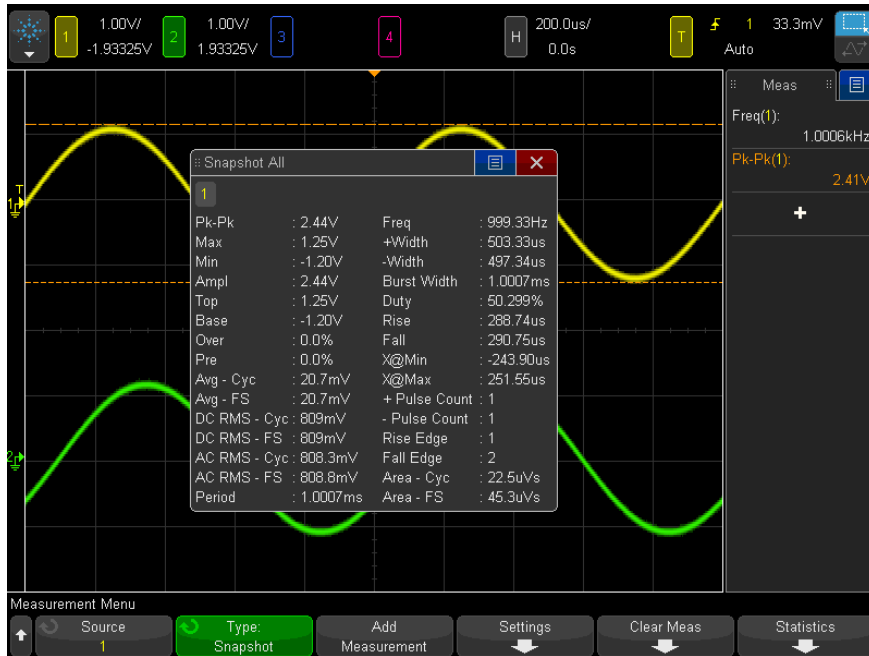 1 1.00V/ 2 1.00V/ 3 4 H 200.0us/ T 1 33.3mV
-1.93325V 1.93325V 0.0s Auto
Meas
Freq(1):
1.0006kHz
Pk-Pk(1):
2.41V
+
T
1
2
Snapshot All
1
Pk-Pk : 2.44V Freq : 999.33Hz
Max : 1.25V +Width : 503.33us
Min : -1.20V -Width : 497.34us
Ampl : 2.44V Burst Width : 1.0007ms
Top : 1.25V Duty : 50.299%
Base : -1.20V Rise : 288.74us
Over : 0.0% Fall : 290.75us
Pre : 0.0% X@Min : -243.90us
Avg - Cyc : 20.7mV X@Max : 251.55us
Avg - FS : 20.7mV + Pulse Count : 1
DC RMS - Cyc : 809mV - Pulse Count : 1
DC RMS - FS : 809mV Rise Edge : 1
AC RMS - Cyc : 808.3mV Fall Edge : 2
AC RMS - FS : 808.8mV Area - Cyc : 22.5uVs
Period : 1.0007ms Area - FS : 45.3uVs
Measurement Menu
Source Type: Add Settings Clear Meas Statistics
1 Snapshot Measurement